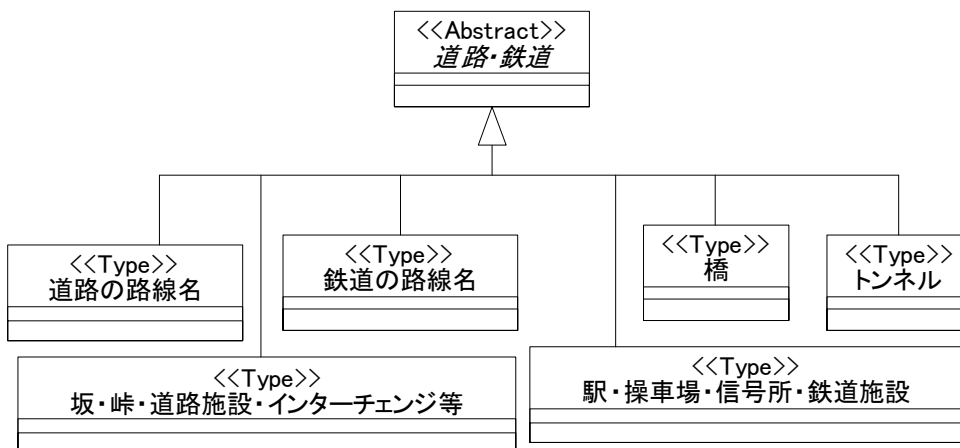 <<Abstract>>
道路・鉄道
<<Type>>
道路の路線名
<<Type>>
鉄道の路線名
<<Type>>
橋
<<Type>>
トンネル
<<Type>>
坂・峠・道路施設・インターチェンジ等
<<Type>>
駅・操車場・信号所・鉄道施設